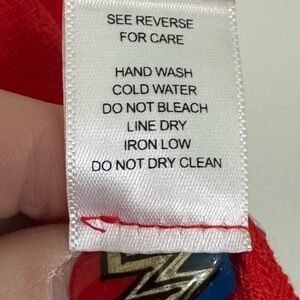 SEE REVERSE
FOR CARE
HAND WASH
COLD WATER
DO NOT BLEACH
LINE DRY
IRON LOW
DO NOT DRY CLEAN